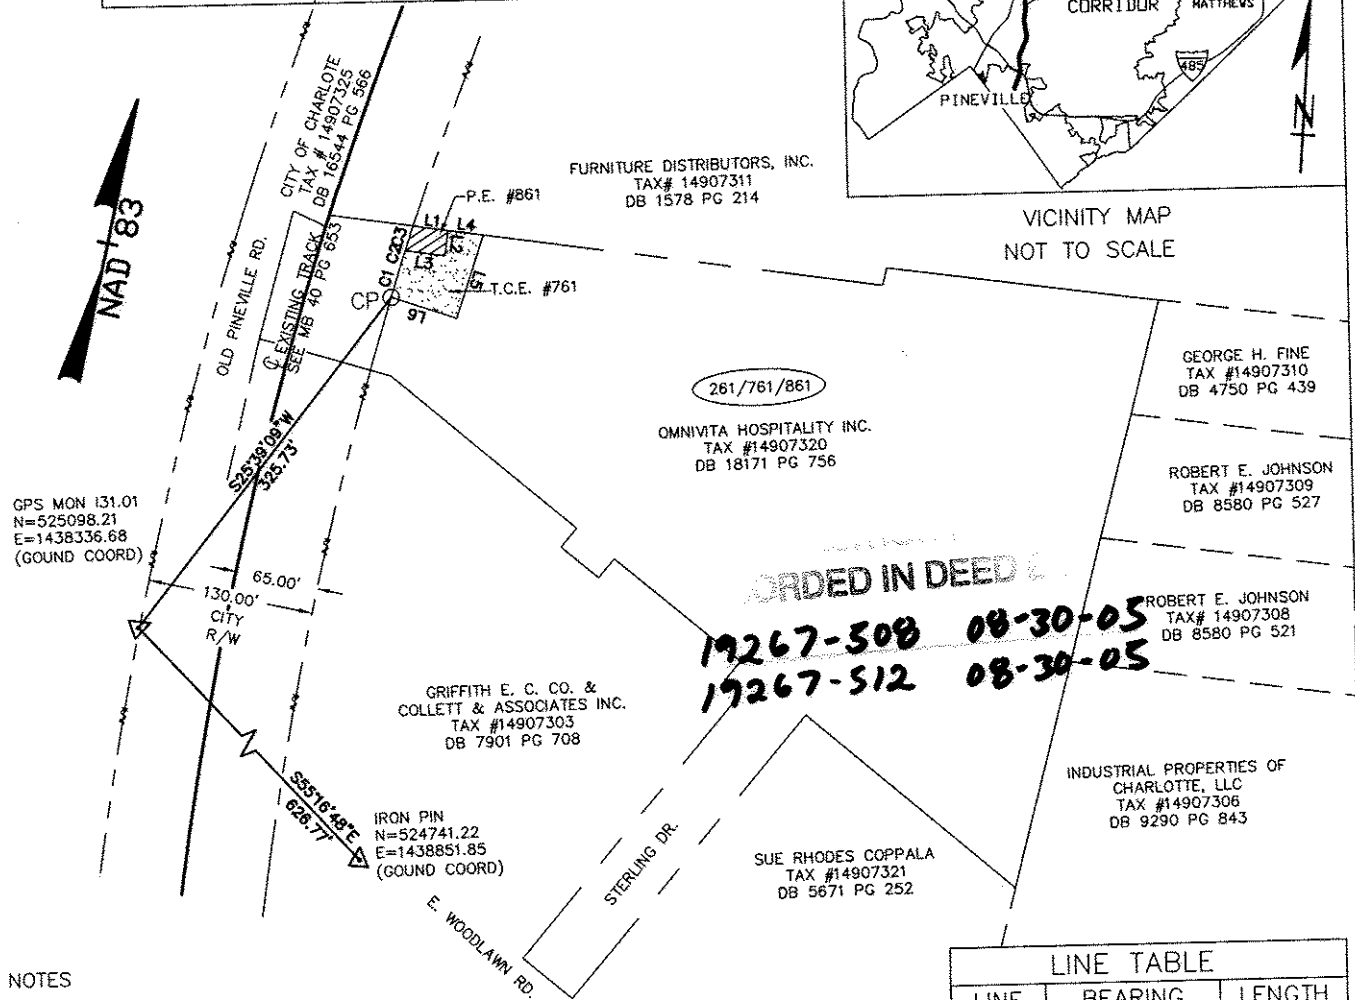 CORRIDOR
MATTHEWS
485
PINEVILLE
N
VICINITY MAP
NOT TO SCALE
NAD '83
CITY OF CHARLOTTE
TAX # 14907325
DB 16544 PG 566
FURNITURE DISTRIBUTORS, INC.
TAX# 14907311
DB 1578 PG 214
P.E. #861
L1
L4
L2
L3
C1 C2 C3
L5
T.C.E. #761
L6
CP
OLD PINEVILLE RD.
℄ EXISTING TRACK
SEE MB 40 PG 653
GEORGE H. FINE
TAX #14907310
DB 4750 PG 439
261/761/861
OMNIVITA HOSPITALITY INC.
TAX #14907320
DB 18171 PG 756
ROBERT E. JOHNSON
TAX #14907309
DB 8580 PG 527
S25°39'09"W
325.73'
GPS MON I31.01
N=525098.21
E=1438336.68
(GOUND COORD)
65.00'
130.00'
CITY
R/W
ORDED IN DEED
19267-508 08-30-05
19267-512 08-30-05
ROBERT E. JOHNSON
TAX# 14907308
DB 8580 PG 521
GRIFFITH E. C. CO. &
COLLETT & ASSOCIATES INC.
TAX #14907303
DB 7901 PG 708
S55°16'48"E
626.77'
IRON PIN
N=524741.22
E=1438851.85
(GOUND COORD)
INDUSTRIAL PROPERTIES OF
CHARLOTTE, LLC
TAX #14907306
DB 9290 PG 843
STERLING DR.
SUE RHODES COPPALA
TAX #14907321
DB 5671 PG 252
E. WOODLAWN RD.
NOTES
LINE TABLE
LINE BEARING LENGTH